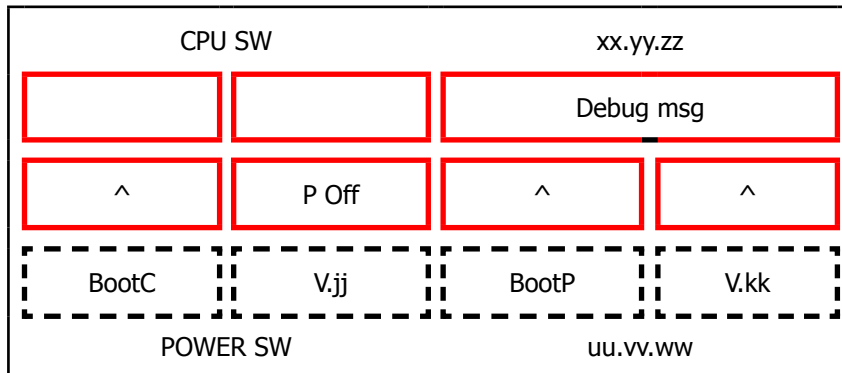 CPU SW xx.yy.zz
Debug msg
^ P Off ^ ^
BootC V.jj BootP V.kk
POWER SW uu.vv.ww